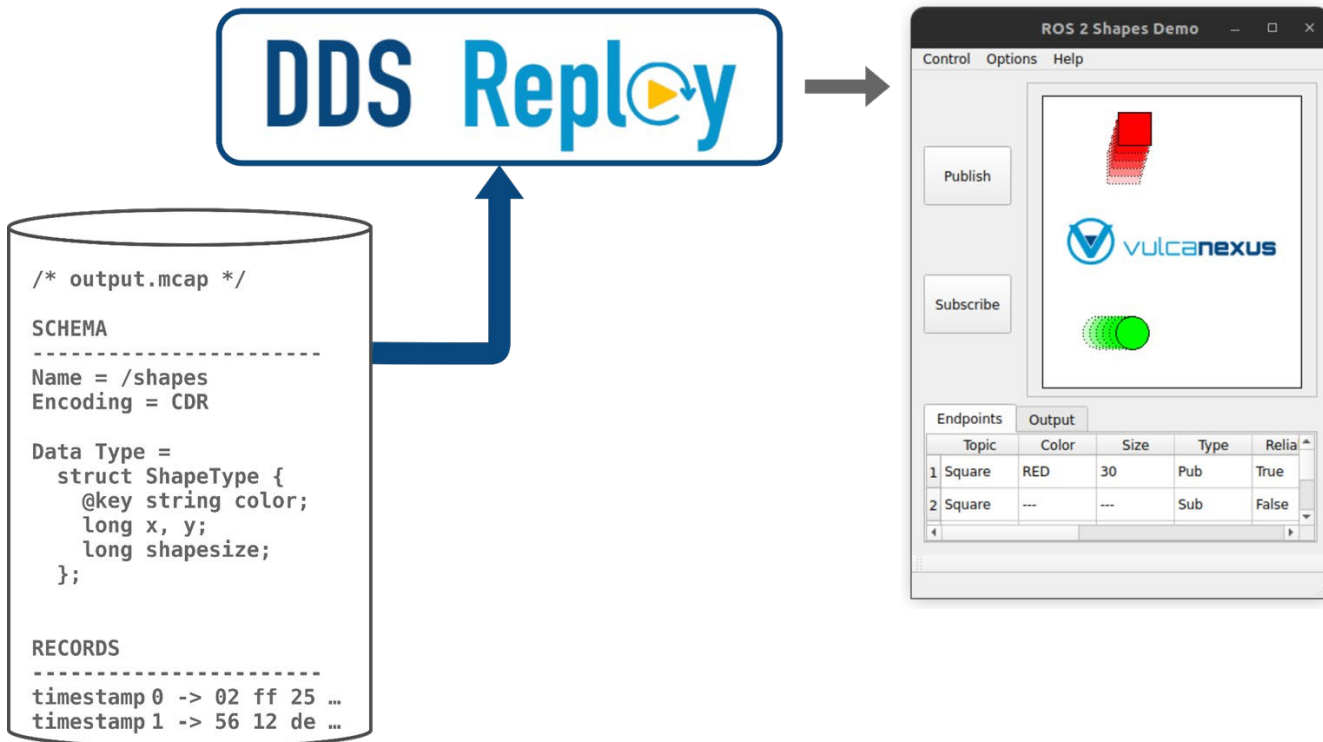 DDS Replay
/* output.mcap */
SCHEMA
-----------------------
Name = /shapes
Encoding = CDR
Data Type =
struct ShapeType {
@key string color;
long x, y;
long shapesize;
};
RECORDS
-----------------------
timestamp 0 -> 02 ff 25 …
timestamp 1 -> 56 12 de …
ROS 2 Shapes Demo
Control Options Help
Publish
Subscribe
vulcanexus
Endpoints Output
Topic Color Size Type Relia
1 Square RED 30 Pub True
2 Square --- --- Sub False